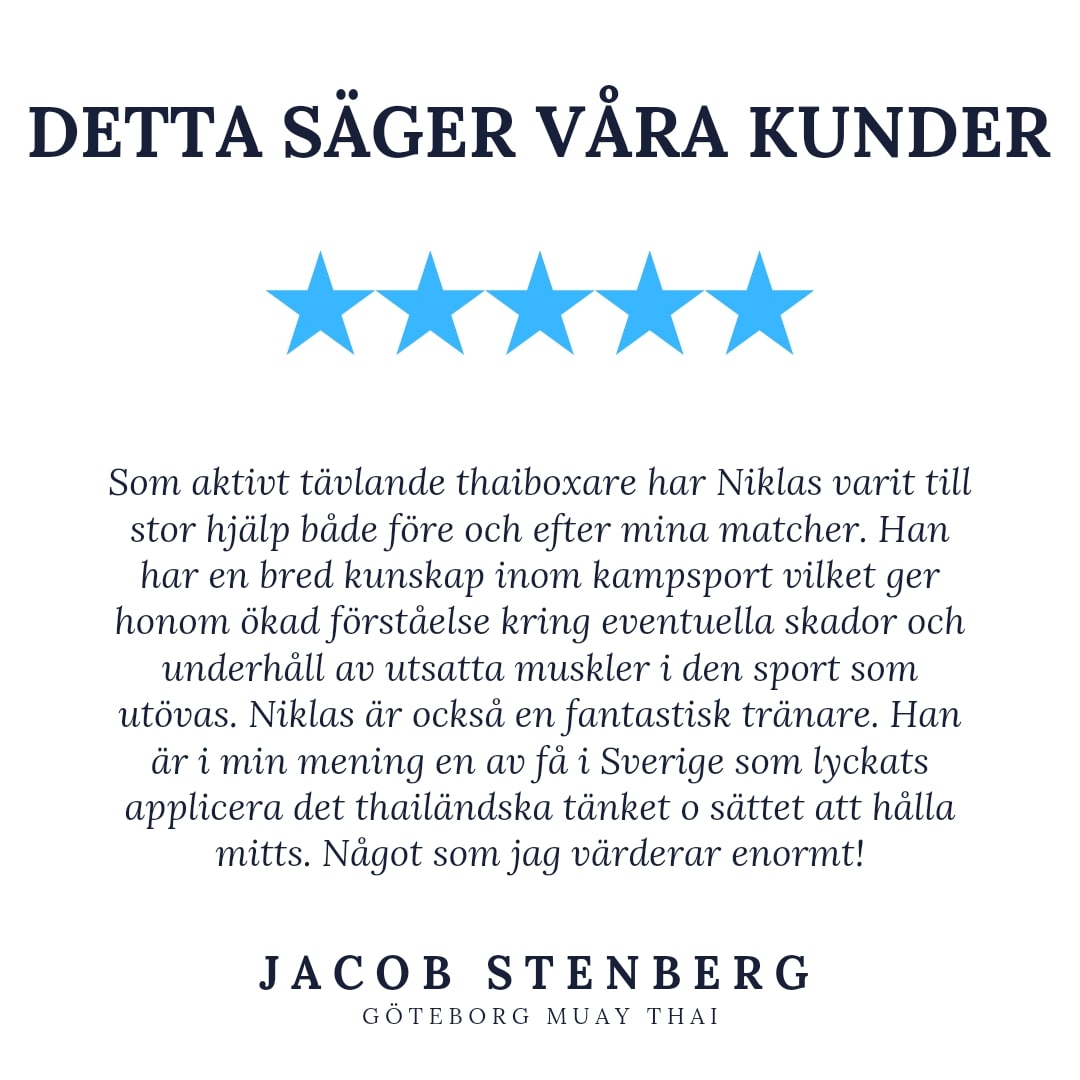 DETTA SÄGER VÅRA KUNDER
Som aktivt tävlande thaiboxare har Niklas varit till
stor hjälp både före och efter mina matcher. Han
har en bred kunskap inom kampsport vilket ger
honom ökad förståelse kring eventuella skador och
underhåll av utsatta muskler i den sport som
utövas. Niklas är också en fantastisk tränare. Han
är i min mening en av få i Sverige som lyckats
applicera det thailändska tänket o sättet att hålla
mitts. Något som jag värderar enormt!
JACOB STENBERG
GÖTEBORG MUAY THAI